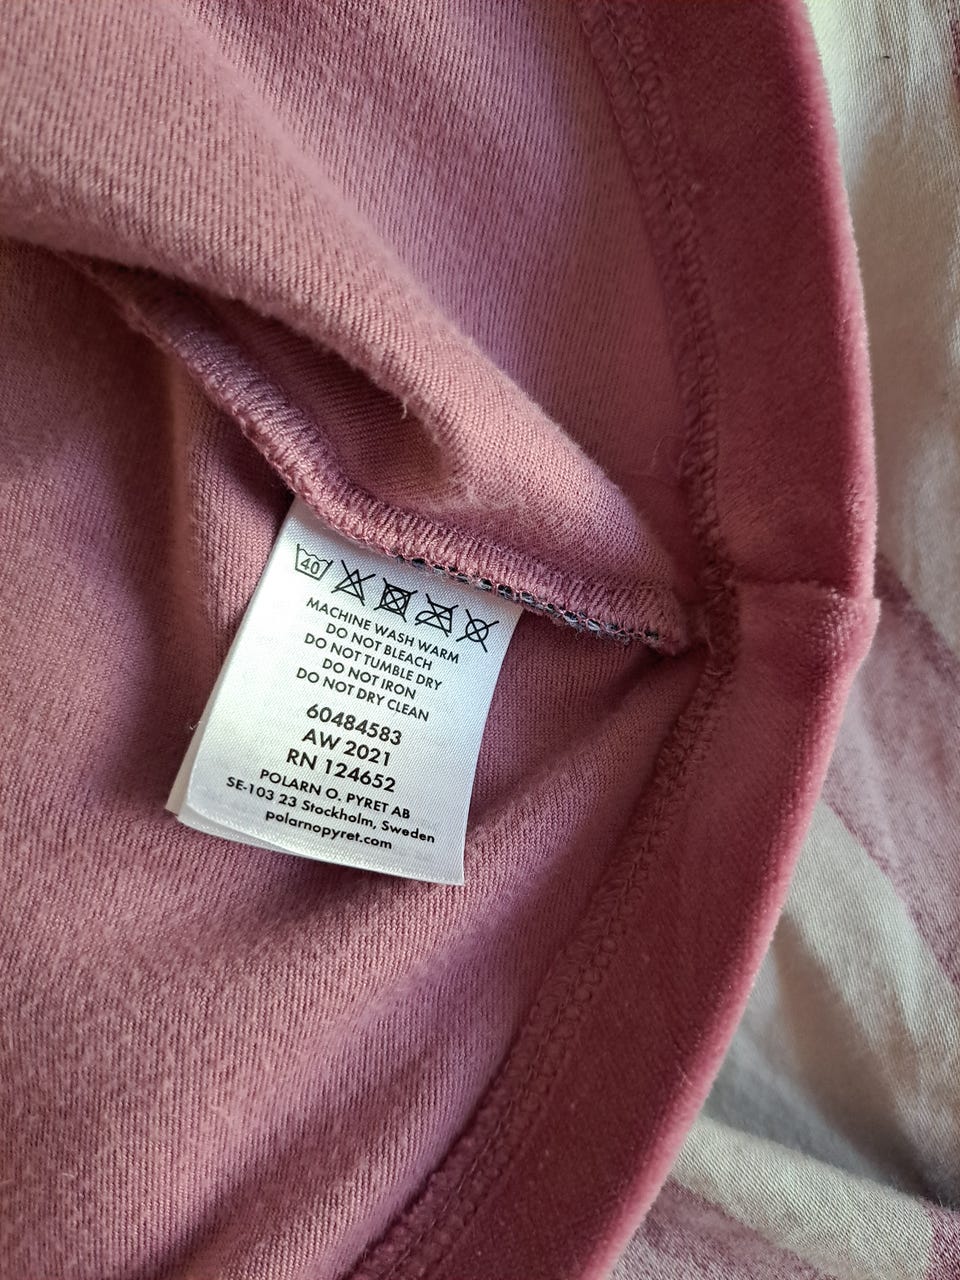 40
MACHINE WASH WARM
DO NOT BLEACH
DO NOT TUMBLE DRY
DO NOT IRON
DO NOT DRY CLEAN
60484583
AW 2021
RN 124652
POLARN O. PYRET AB
SE-103 23 Stockholm, Sweden
polarnopyret.com